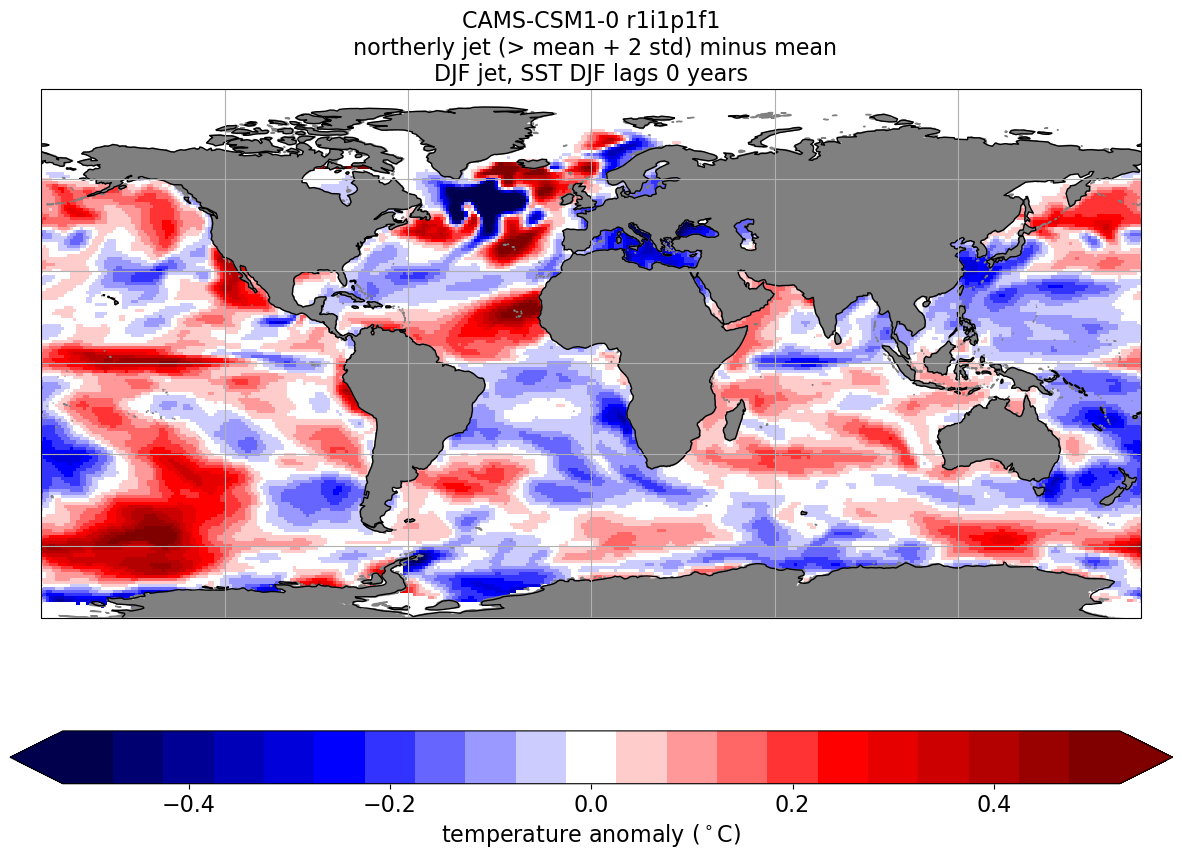 CAMS-CSM1-0 r1i1p1f1
northerly jet (> mean + 2 std) minus mean
DJF jet, SST DJF lags 0 years
−0.4 −0.2 0.0 0.2 0.4
temperature anomaly (°C)